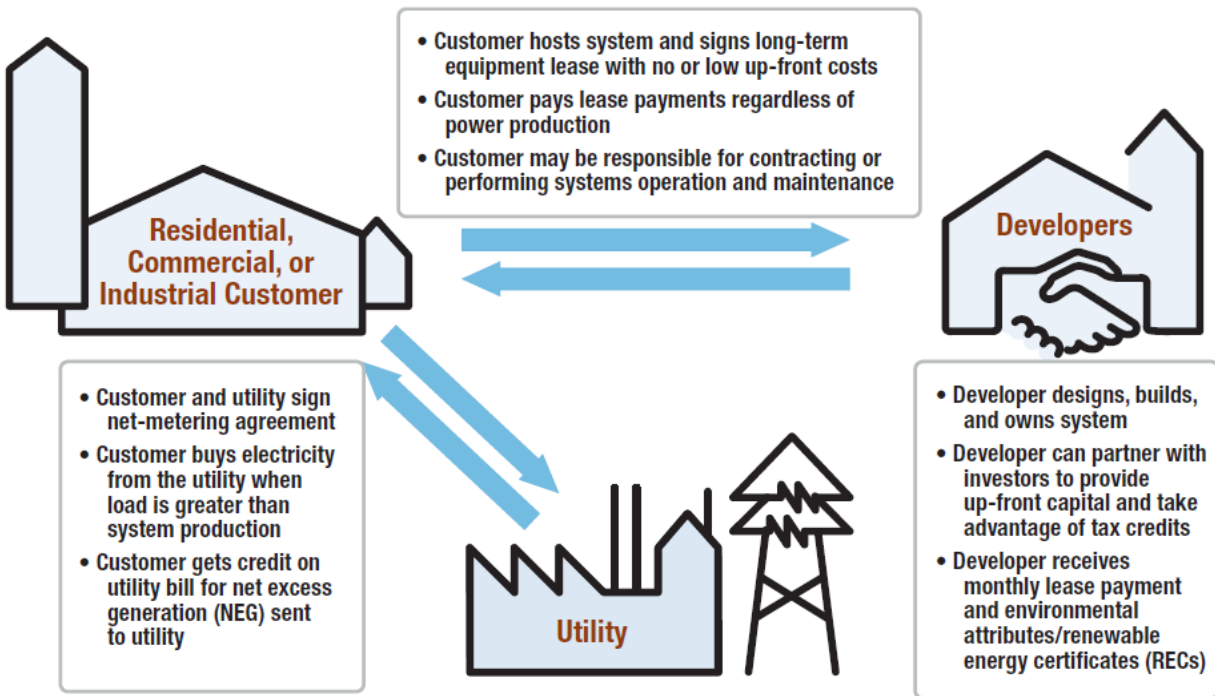 • Customer hosts system and signs long-term
equipment lease with no or low up-front costs
• Customer pays lease payments regardless of
power production
• Customer may be responsible for contracting or
performing systems operation and maintenance
Residential,
Commercial, or
Industrial Customer
Developers
• Customer and utility sign
net-metering agreement
• Customer buys electricity
from the utility when
load is greater than
system production
• Customer gets credit on
utility bill for net excess
generation (NEG) sent
to utility
Utility
• Developer designs, builds,
and owns system
• Developer can partner with
investors to provide
up-front capital and take
advantage of tax credits
• Developer receives
monthly lease payment
and environmental
attributes/renewable
energy certificates (RECs)